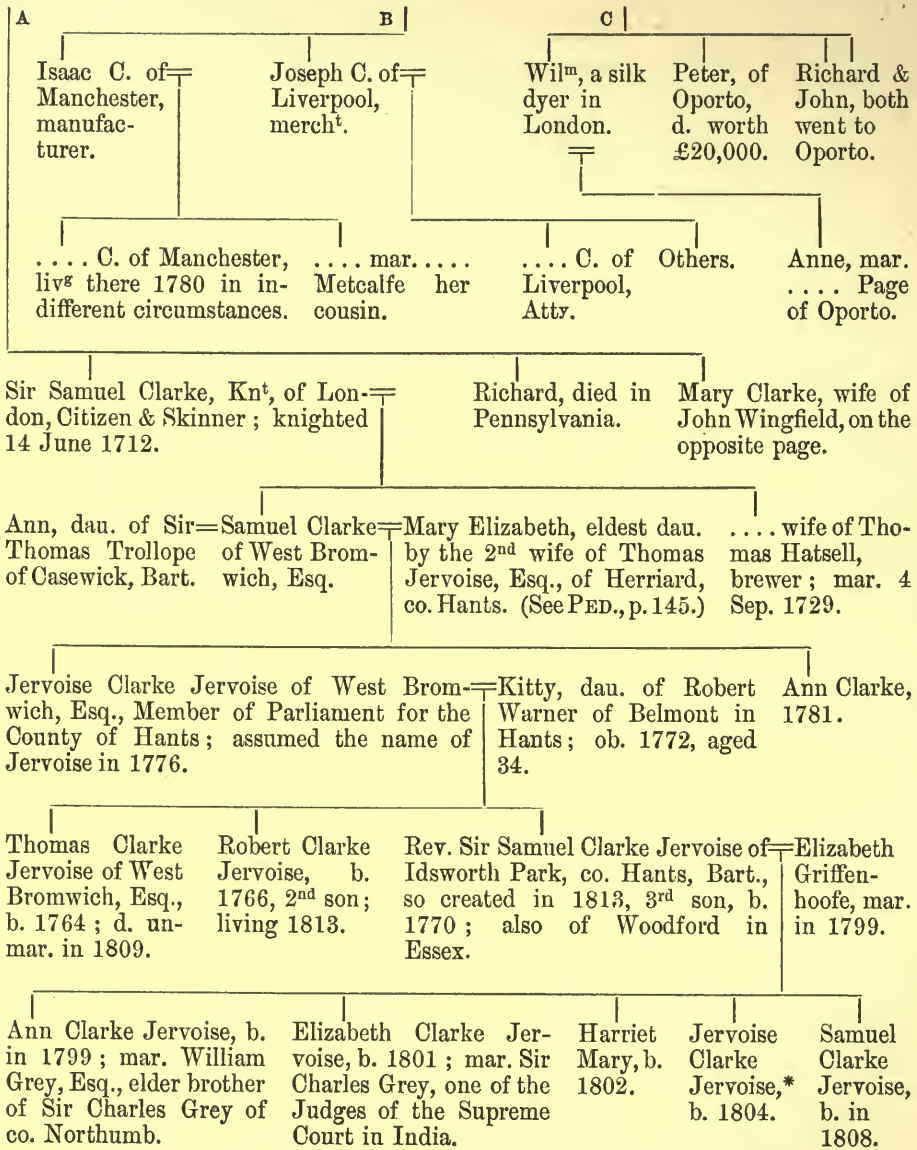 A B C
Isaac C. of
Manchester,
manufac-
turer.
Joseph C. of
Liverpool,
mercht.
Wilm, a silk
dyer in
London.
Peter, of
Oporto,
d. worth
£20,000.
Richard &
John, both
went to
Oporto.
. . . . C. of Manchester,
livg there 1780 in in-
different circumstances.
. . . . mar. . . . .
Metcalfe her
cousin.
. . . . C. of
Liverpool,
Atty.
Others.
Anne, mar.
. . . . Page
of Oporto.
Sir Samuel Clarke, Knt, of Lon-
don, Citizen & Skinner ; knighted
14 June 1712.
Richard, died in
Pennsylvania.
Mary Clarke, wife of
John Wingfield, on the
opposite page.
Ann, dau. of Sir
Thomas Trollope
of Casewick, Bart.
Samuel Clarke
of West Brom-
wich, Esq.
Mary Elizabeth, eldest dau.
by the 2nd wife of Thomas
Jervoise, Esq., of Herriard,
co. Hants. (See PED., p. 145.)
. . . . wife of Tho-
mas Hatsell,
brewer ; mar. 4
Sep. 1729.
Jervoise Clarke Jervoise of West Brom-
wich, Esq., Member of Parliament for the
County of Hants ; assumed the name of
Jervoise in 1776.
Kitty, dau. of Robert
Warner of Belmont in
Hants ; ob. 1772, aged
34.
Ann Clarke,
1781.
Thomas Clarke
Jervoise of West
Bromwich, Esq.,
b. 1764 ; d. un-
mar. in 1809.
Robert Clarke
Jervoise, b.
1766, 2nd son ;
living 1813.
Rev. Sir Samuel Clarke Jervoise of
Idsworth Park, co. Hants, Bart.,
so created in 1813, 3rd son, b.
1770 ; also of Woodford in
Essex.
Elizabeth
Griffen-
hoofe, mar.
in 1799.
Ann Clarke Jervoise, b.
in 1799 ; mar. William
Grey, Esq., elder brother
of Sir Charles Grey of
co. Northumb.
Elizabeth Clarke Jer-
voise, b. 1801 ; mar. Sir
Charles Grey, one of the
Judges of the Supreme
Court in India.
Harriet
Mary, b.
1802.
Jervoise
Clarke
Jervoise,*
b. 1804.
Samuel
Clarke
Jervoise,
b. in
1808.